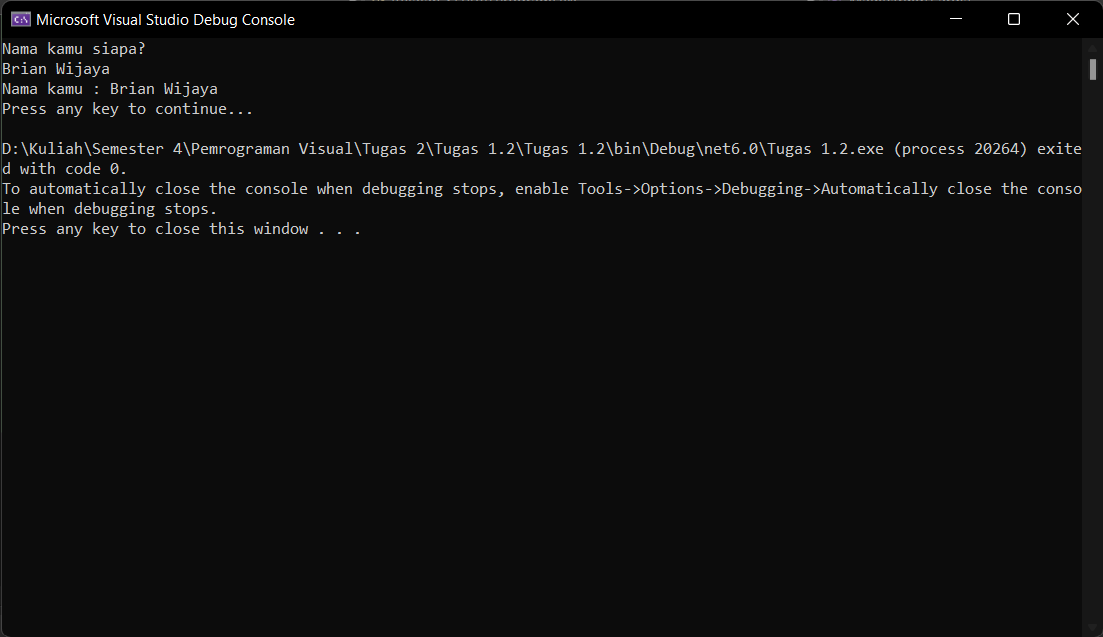 Microsoft Visual Studio Debug Console
Nama kamu siapa?
Brian Wijaya
Nama kamu : Brian Wijaya
Press any key to continue...
D:\Kuliah\Semester 4\Pemrograman Visual\Tugas 2\Tugas 1.2\Tugas 1.2\bin\Debug\net6.0\Tugas 1.2.exe (process 20264) exite
d with code 0.
To automatically close the console when debugging stops, enable Tools->Options->Debugging->Automatically close the conso
le when debugging stops.
Press any key to close this window . . .